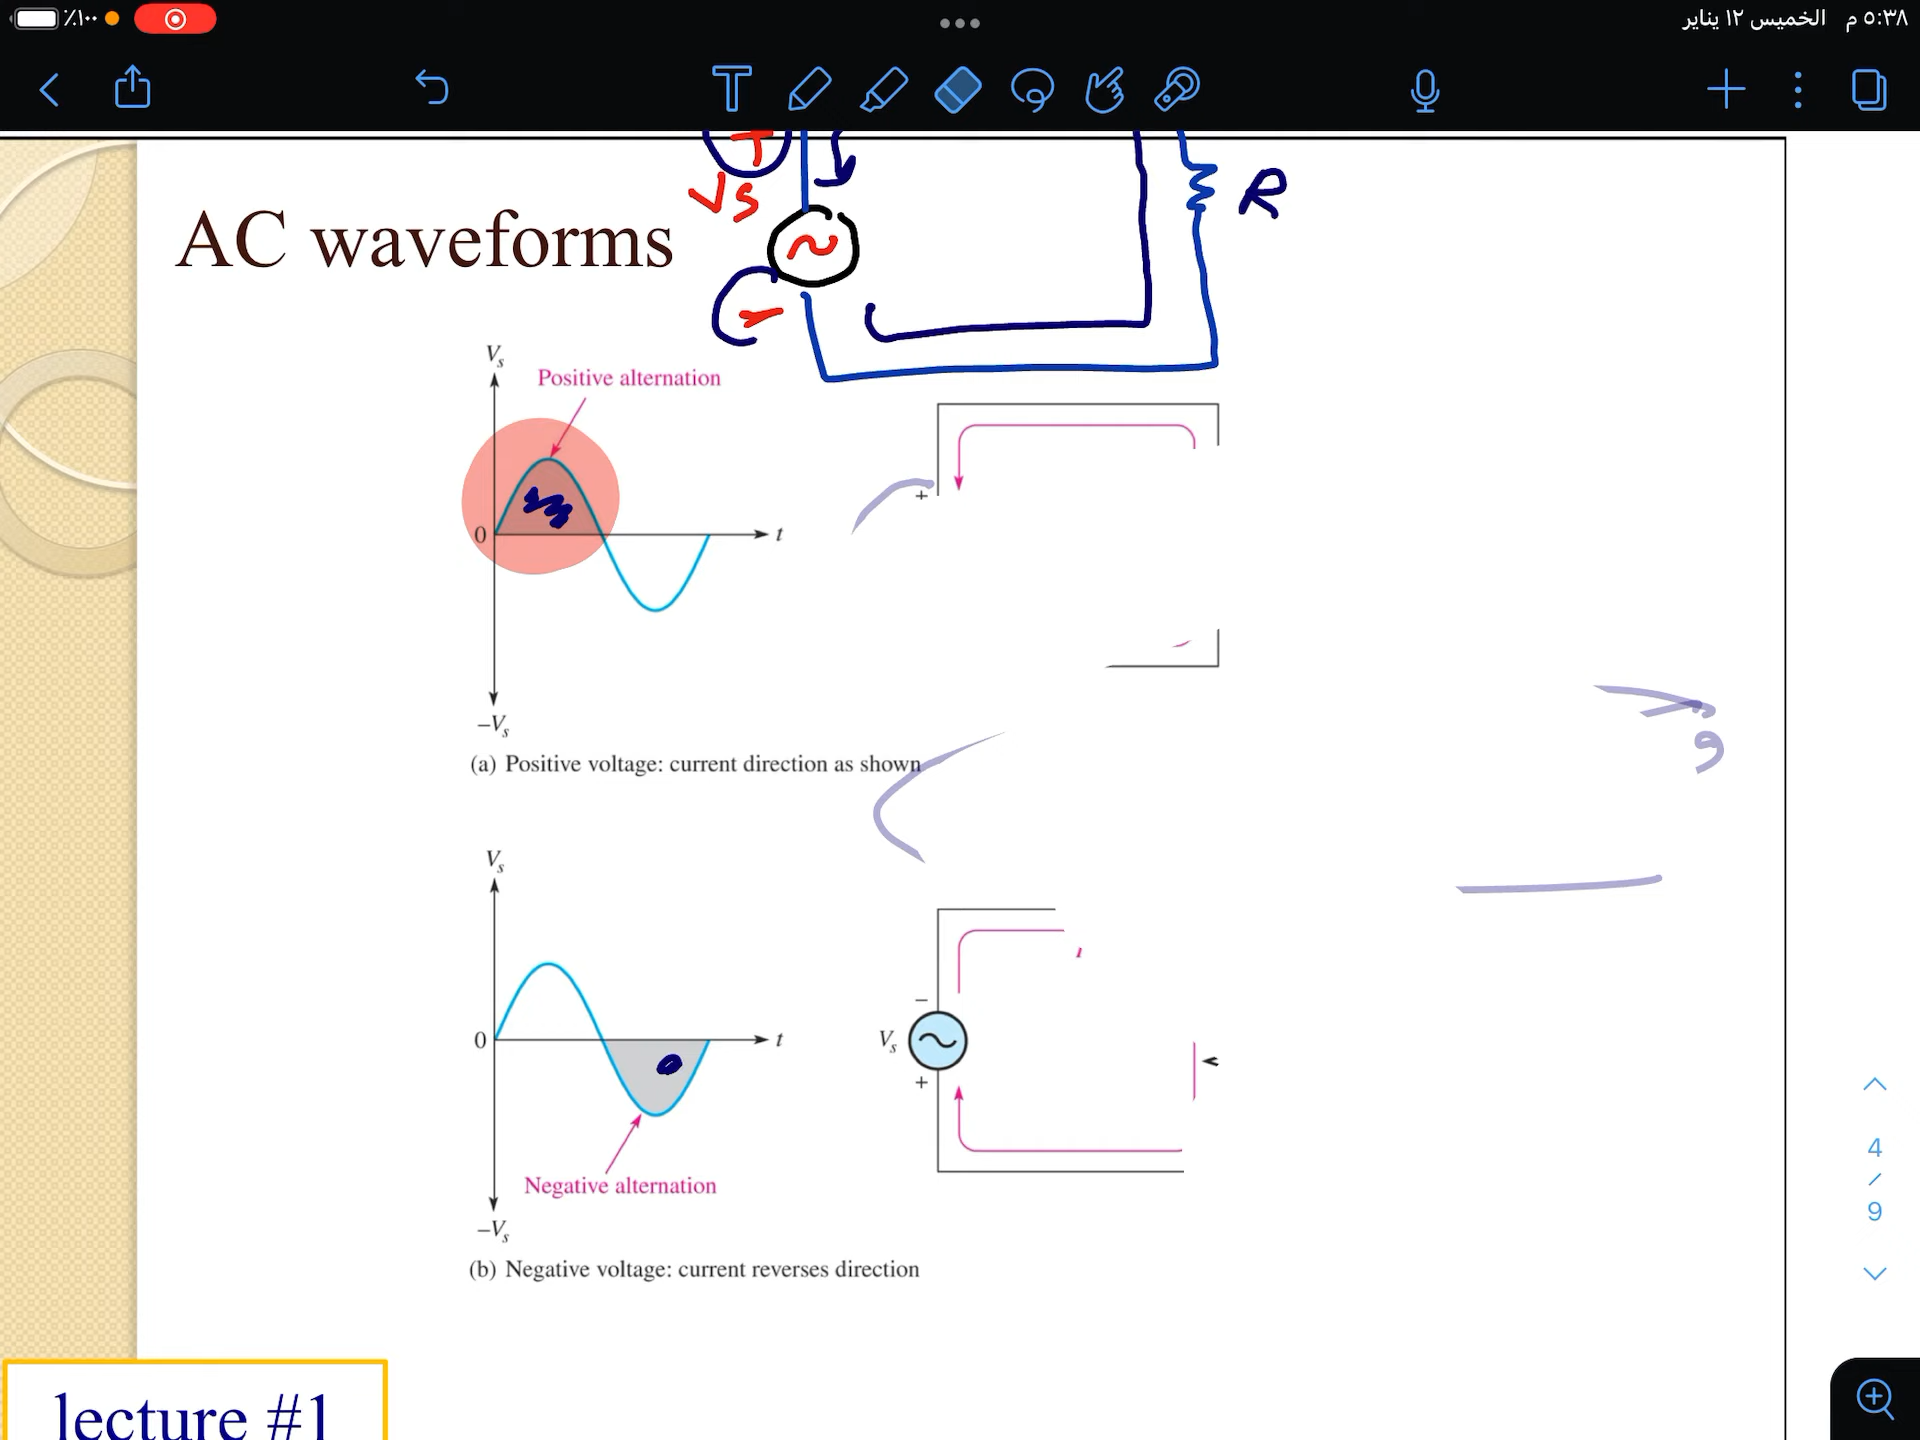 ٪١٠٠
٥:٣٨ م الخميس ١٢ يناير
T
+
Vs
R
AC waveforms
Vs
Positive alternation
+
0
t
–Vs
(a) Positive voltage: current direction as shown
Vs
0
t
–
Vs
+
Negative alternation
–Vs
(b) Negative voltage: current reverses direction
4
/
9
lecture #1